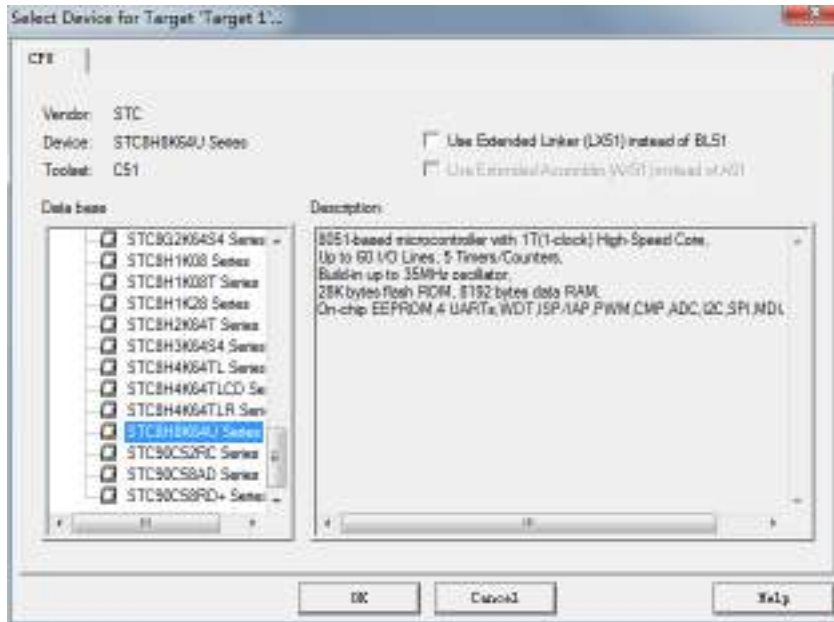 Select Device for Target 'Target 1'...
CPU
Vendor: STC
Device: STC8H8K64U Series
Toolset: C51
Use Extended Linker (LX51) instead of BL51
Use Extended Assembler (AX51) instead of A51
Data base
Description:
STC8G2K64S4 Series
STC8H1K08 Series
STC8H1K08T Series
STC8H1K28 Series
STC8H2K64T Series
STC8H3K64S4 Series
STC8H4K64TL Series
STC8H4K64TLCD Se
STC8H4K64TLR Seri
STC8H8K64U Series
STC90C52RC Series
STC90C58AD Series
STC90C58RD+ Series
8051-based microcontroller with 1T(1-clock) High-Speed Core,
Up to 60 I/O Lines, 5 Timers/Counters,
Build-in up to 35MHz oscillator,
28K bytes flash ROM, 8192 bytes data RAM,
On-chip EEPROM,4 UARTs,WDT,ISP/IAP,PWM,CMP,ADC,I2C,SPI,MDU,
OK
Cancel
Help